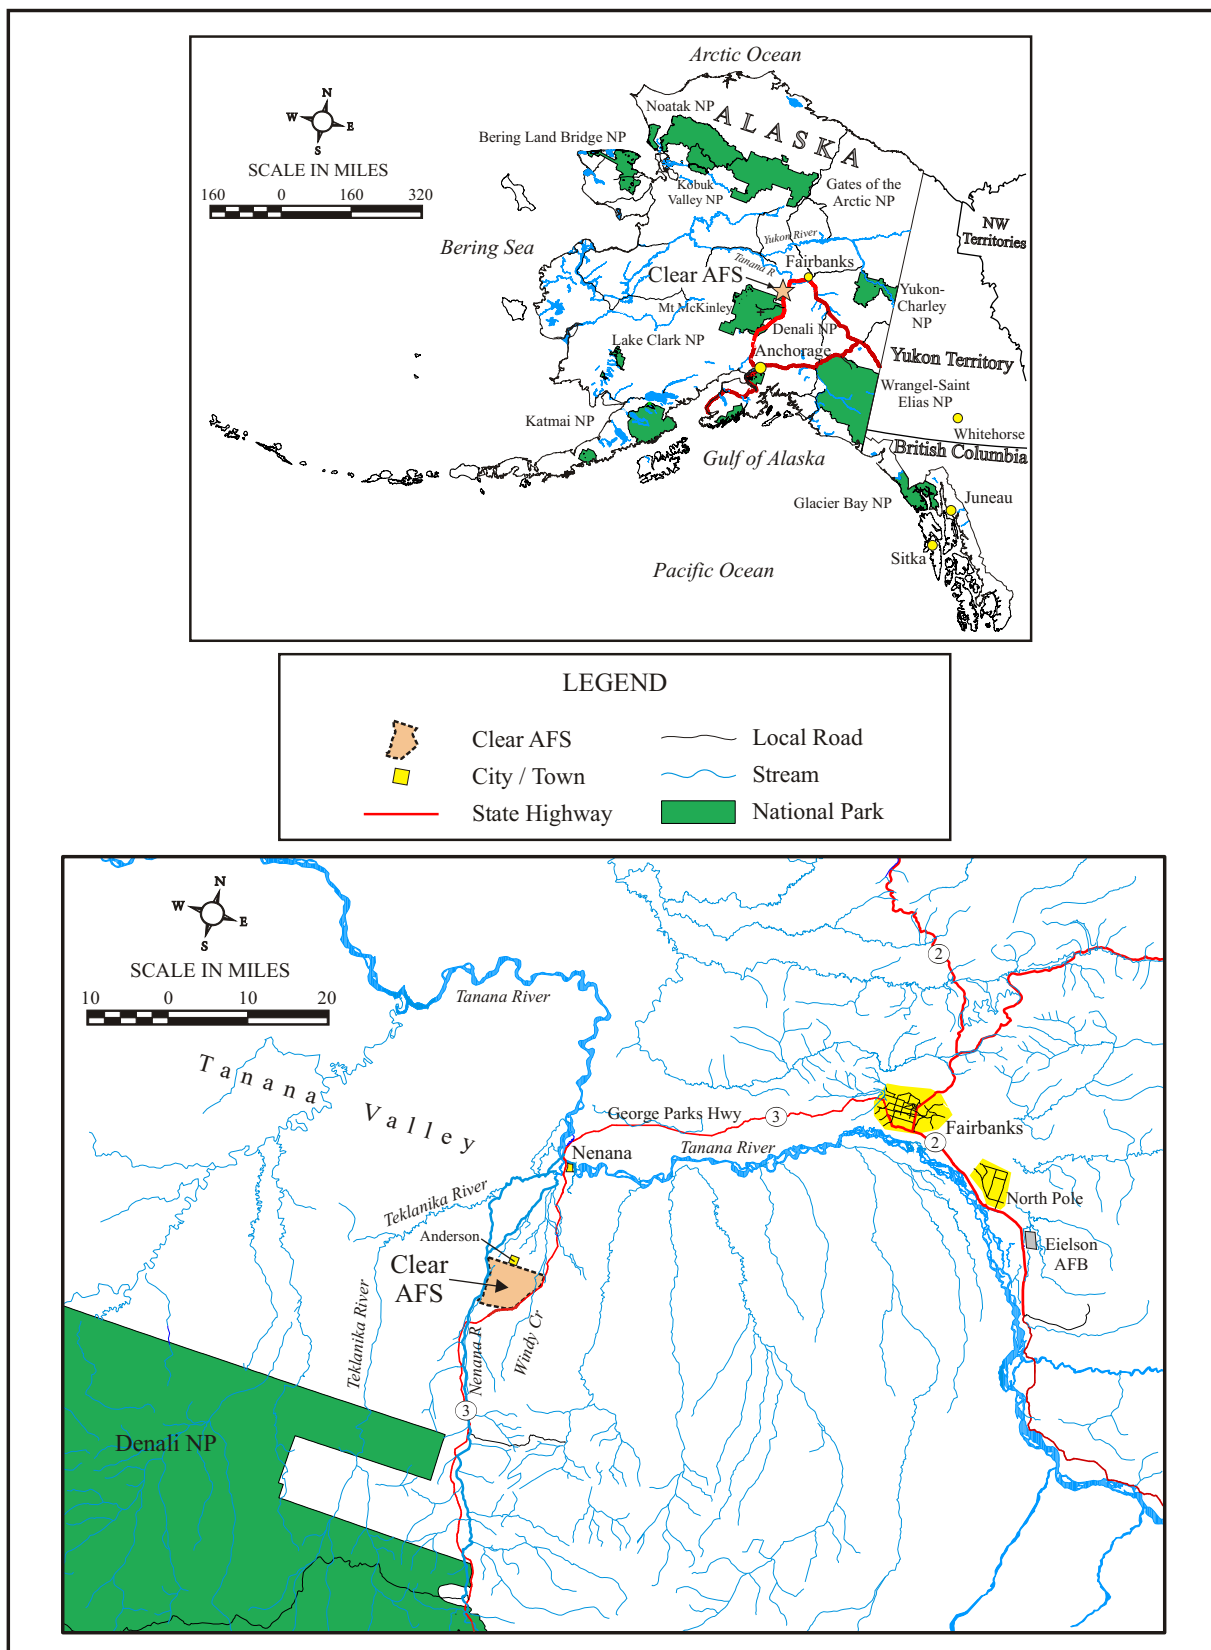 Arctic Ocean
N
W
E
S
SCALE IN MILES
160
0
160
320
Noatak NP
ALASKA
Bering Land Bridge NP
Kobuk
Valley NP
Gates of the
Arctic NP
NW
Territories
Bering Sea
Yukon River
Tanana R
Fairbanks
Clear AFS
Mt McKinley
Yukon-
Charley
NP
Denali NP
Lake Clark NP
Anchorage
Yukon Territory
Wrangel-Saint
Elias NP
Katmai NP
Whitehorse
British Columbia
Gulf of Alaska
Glacier Bay NP
Juneau
Sitka
Pacific Ocean
LEGEND
Clear AFS
Local Road
City / Town
Stream
State Highway
National Park
N
W
E
S
SCALE IN MILES
10
0
10
20
2
Tanana River
Tanana
Valley
George Parks Hwy
3
Fairbanks
2
Tanana River
Nenana
Teklanika River
North Pole
Anderson
Eielson
AFB
Clear
AFS
Teklanika River
Nenana R
Windy Cr
3
Denali NP